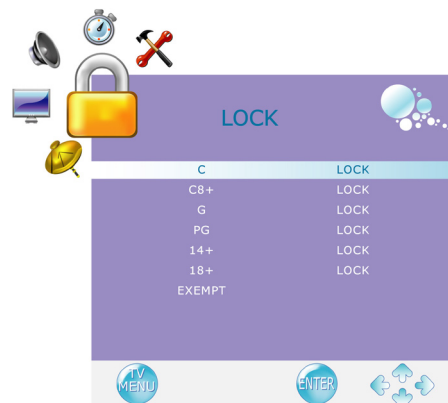 LOCK
C LOCK
C8+ LOCK
G LOCK
PG LOCK
14+ LOCK
18+ LOCK
EXEMPT
TV
MENU
ENTER